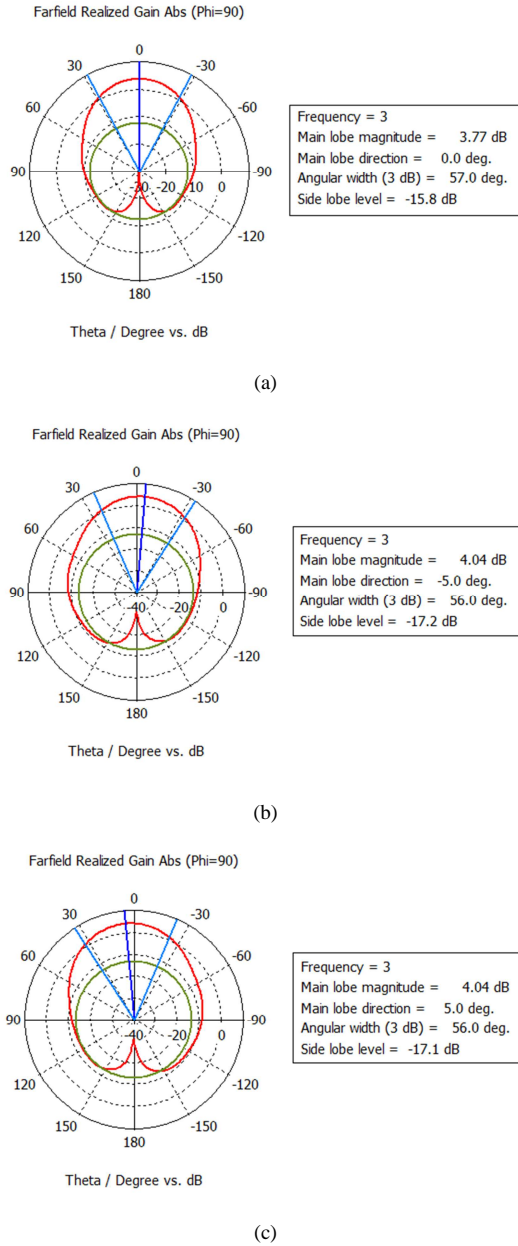 Farfield Realized Gain Abs (Phi=90)
0
30 -30
60 -60
90 -30 -20 -10 0 -90
120 -120
150 -150
180
Theta / Degree vs. dB
Frequency = 3
Main lobe magnitude = 3.77 dB
Main lobe direction = 0.0 deg.
Angular width (3 dB) = 57.0 deg.
Side lobe level = -15.8 dB
(a)
Farfield Realized Gain Abs (Phi=90)
0
30 -30
60 -60
90 -40 -20 0 -90
120 -120
150 -150
180
Theta / Degree vs. dB
Frequency = 3
Main lobe magnitude = 4.04 dB
Main lobe direction = -5.0 deg.
Angular width (3 dB) = 56.0 deg.
Side lobe level = -17.2 dB
(b)
Farfield Realized Gain Abs (Phi=90)
0
30 -30
60 -60
90 -40 -20 0 -90
120 -120
150 -150
180
Theta / Degree vs. dB
Frequency = 3
Main lobe magnitude = 4.04 dB
Main lobe direction = 5.0 deg.
Angular width (3 dB) = 56.0 deg.
Side lobe level = -17.1 dB
(c)